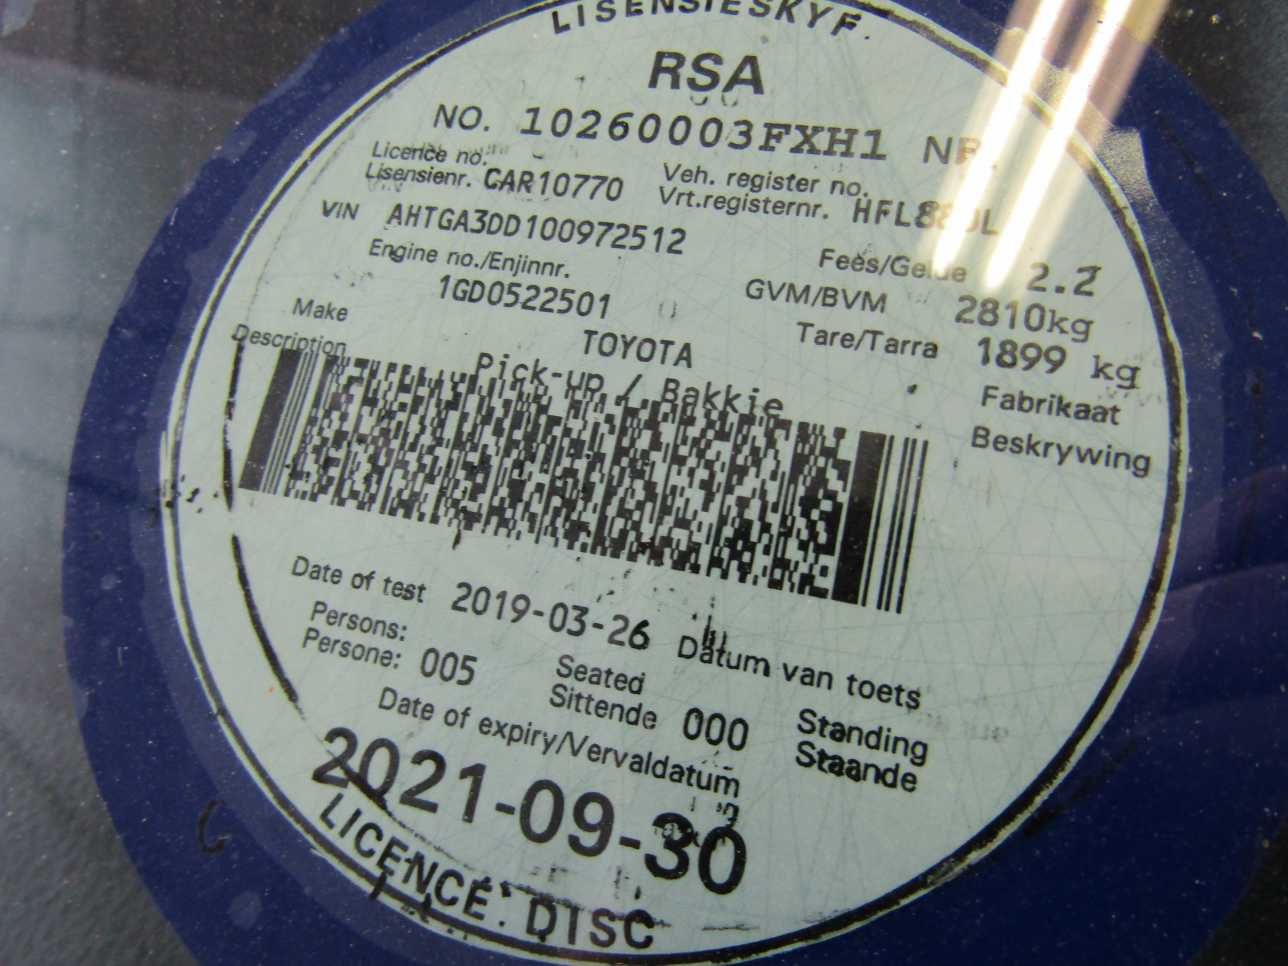 LISENSIESKYF.
RSA
NO. 10260003FXH1
Licence no. Veh. register no.
Lisensienr. CAR10770 Vrt.registernr.
VIN AHTGA3DD100972512 Fees/Gelde 2.2
Engine no./Enjinnr. GVM/BVM 2810kg
1GD0522501 Tare/Tarra 1899 kg
Make TOYOTA Fabrikaat
Description Pick-up / Bakkie Beskrywing
Date of test 2019-03-26 Datum van toets
Persons: Seated Standing
Persone: 005 Sittende 000 Staande
Date of expiry/Vervaldatum
2021-09-30
LICENCE. DISC